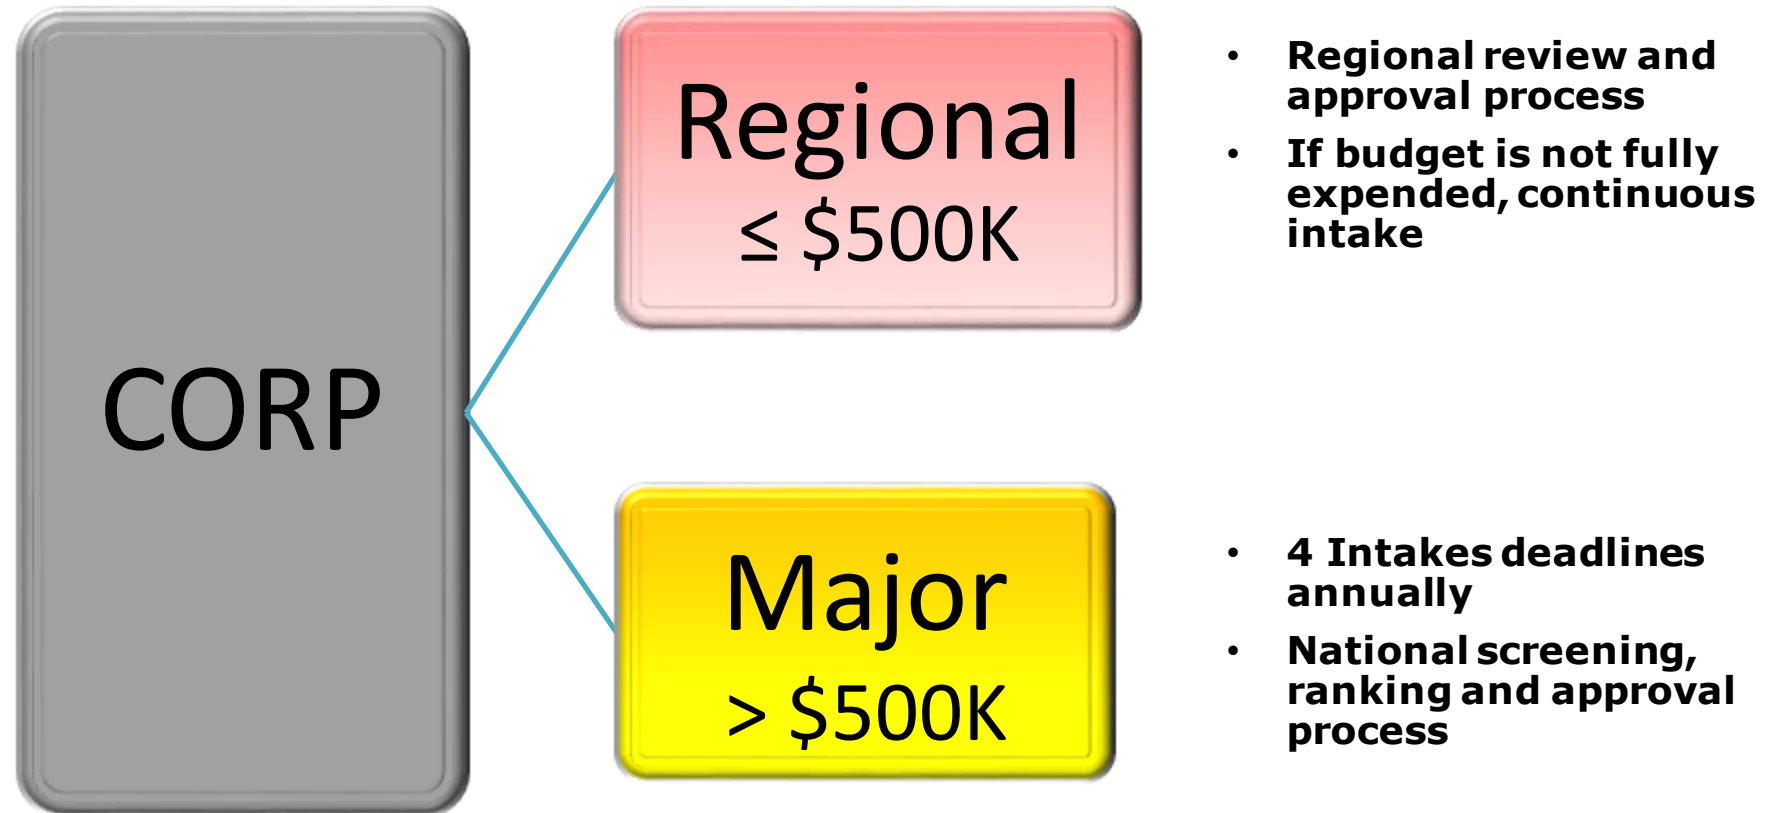 CORP
Regional
≤ $500K
• Regional review and
approval process
• If budget is not fully
expended, continuous
intake
Major
> $500K
• 4 Intakes deadlines
annually
• National screening,
ranking and approval
process